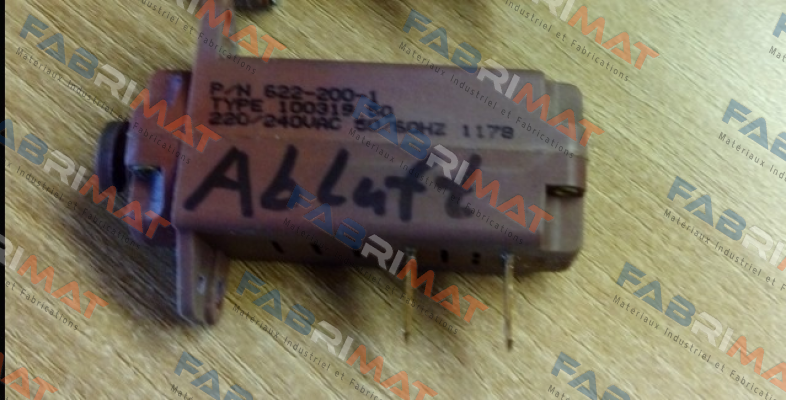 P/N 622-200-1
TYPE 100319.50
220/240VAC 50/60HZ 1178
Abluft
FABRIMAT
Matériaux Industriel et Fabrications